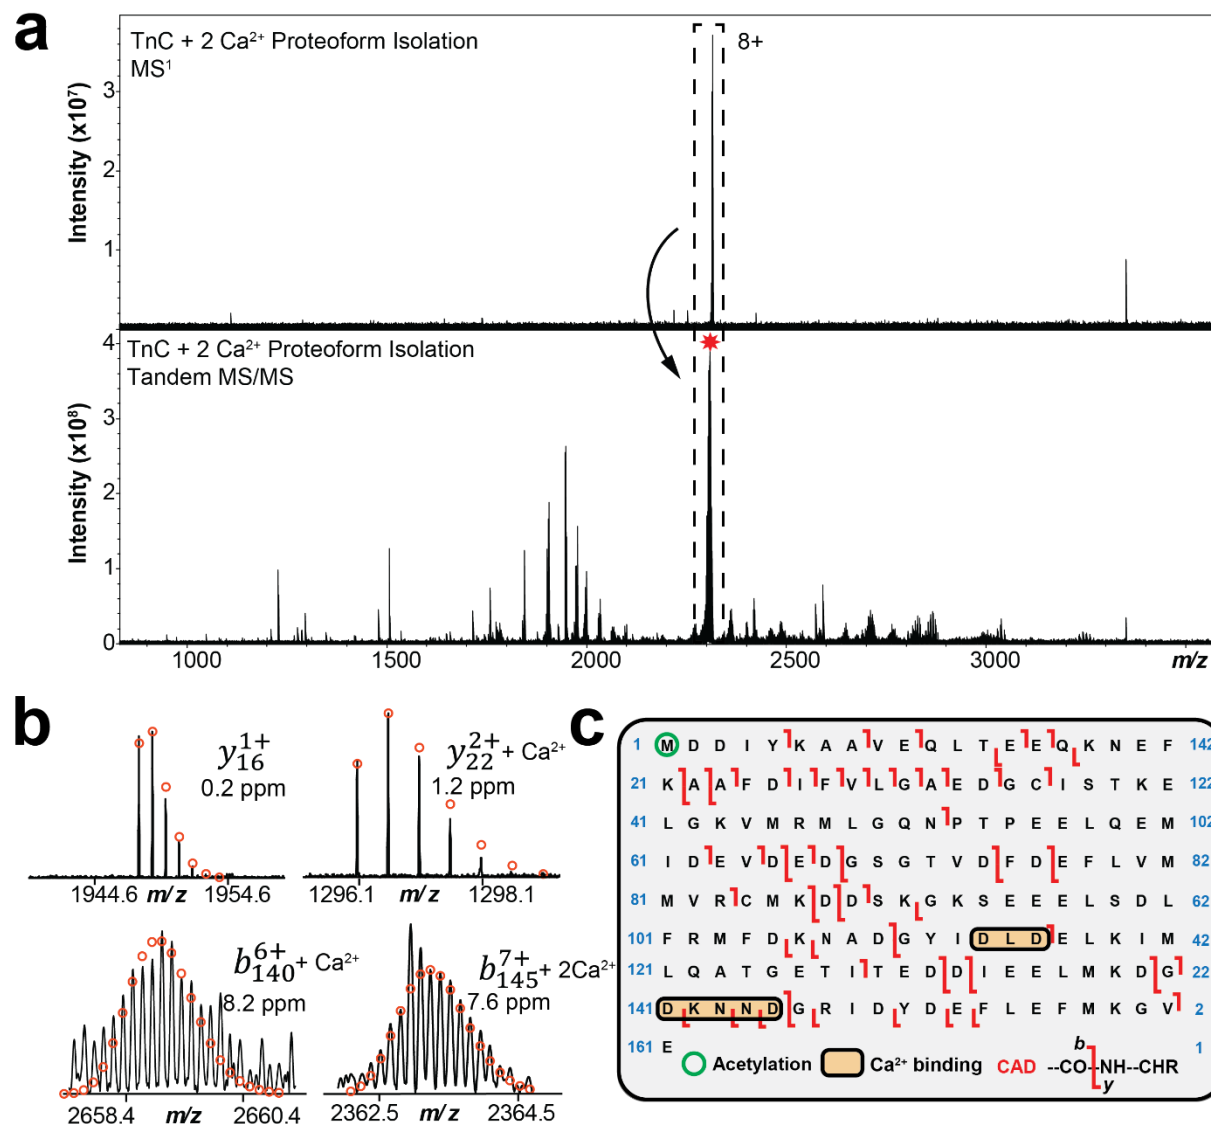 a
TnC + 2 Ca²⁺ Proteoform Isolation
MS¹
8+
Intensity (x10⁷)
3
2
1
TnC + 2 Ca²⁺ Proteoform Isolation
Tandem MS/MS
Intensity (x10⁸)
4
3
2
1
0
1000 1500 2000 2500 3000 m/z
b
y₁₆¹⁺
0.2 ppm
1944.6 m/z 1954.6
y₂₂²⁺ + Ca²⁺
1.2 ppm
1296.1 m/z 1298.1
b₁₄₀⁶⁺ + Ca²⁺
8.2 ppm
2658.4 m/z 2660.4
b₁₄₅⁷⁺ + 2Ca²⁺
7.6 ppm
2362.5 m/z 2364.5
c
1 M D D I Y K A A V E Q L T E E Q K N E F 142
21 K A A F D I F V L G A E D G C I S T K E 122
41 L G K V M R M L G Q N P T P E E L Q E M 102
61 I D E V D E D G S G T V D F D E F L V M 82
81 M V R C M K D D S K G K S E E E L S D L 62
101 F R M F D K N A D G Y I D L D E L K I M 42
121 L Q A T G E T I T E D D I E E L M K D G 22
141 D K N N D G R I D Y D E F L E F M K G V 2
161 E 1
Acetylation
Ca²⁺ binding
CAD
b
--CO NH--CHR
y